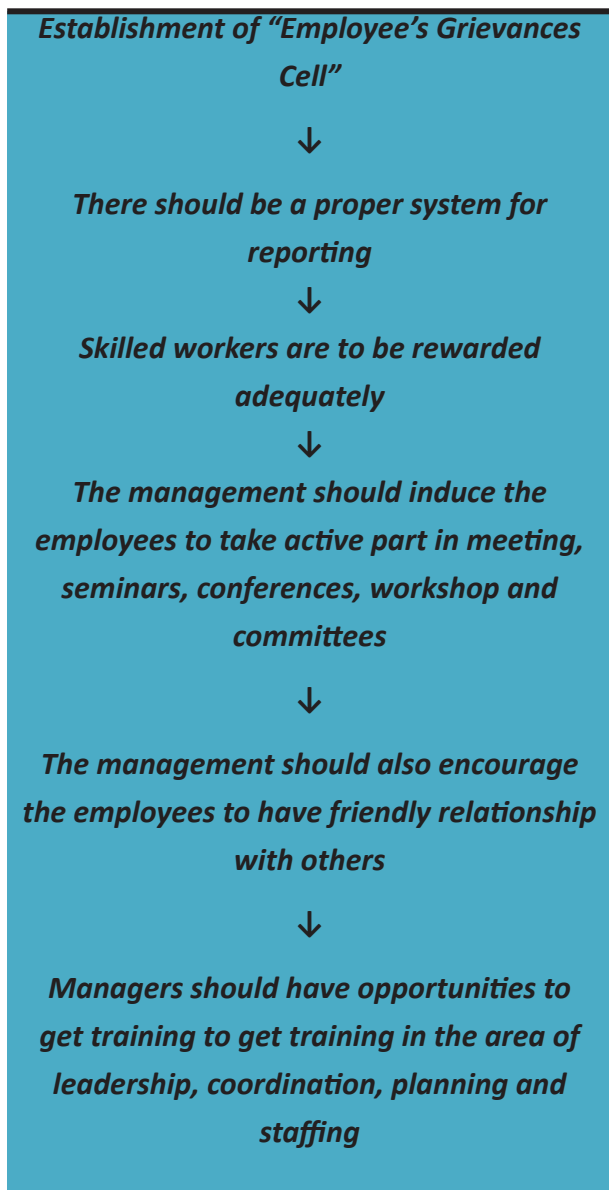 Establishment of “Employee’s Grievances
Cell”
↓
There should be a proper system for
reporting
↓
Skilled workers are to be rewarded
adequately
↓
The management should induce the
employees to take active part in meeting,
seminars, conferences, workshop and
committees
↓
The management should also encourage
the employees to have friendly relationship
with others
↓
Managers should have opportunities to
get training to get training in the area of
leadership, coordination, planning and
staffing